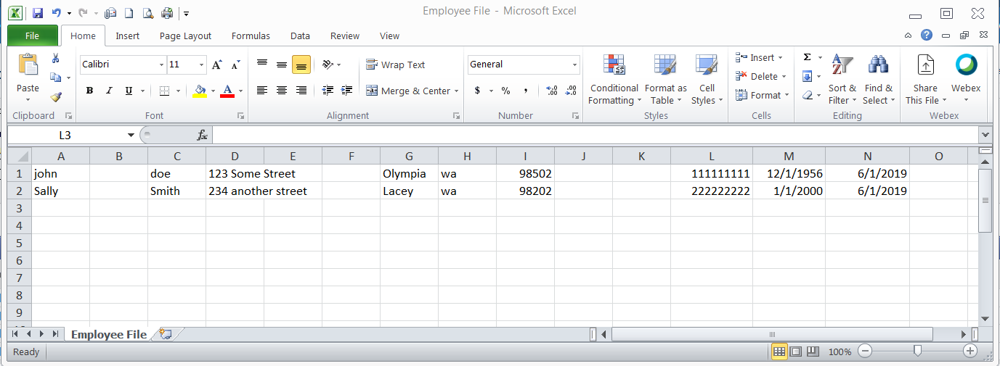 Employee File - Microsoft Excel
File Home Insert Page Layout Formulas Data Review View
Calibri 11 Wrap Text General Insert Σ
Paste B I U A Merge & Center $ % , Conditional Formatting Format as Table Cell Styles Delete Format Sort & Filter Find & Select Share This File Webex
Clipboard Font Alignment Number Styles Cells Editing Webex
L3 fx
A B C D E F G H I J K L M N O
1 john doe 123 Some Street Olympia wa 98502 111111111 12/1/1956 6/1/2019
2 Sally Smith 234 another street Lacey wa 98202 222222222 1/1/2000 6/1/2019
3
4
5
6
7
8
9
Employee File
Ready 100%